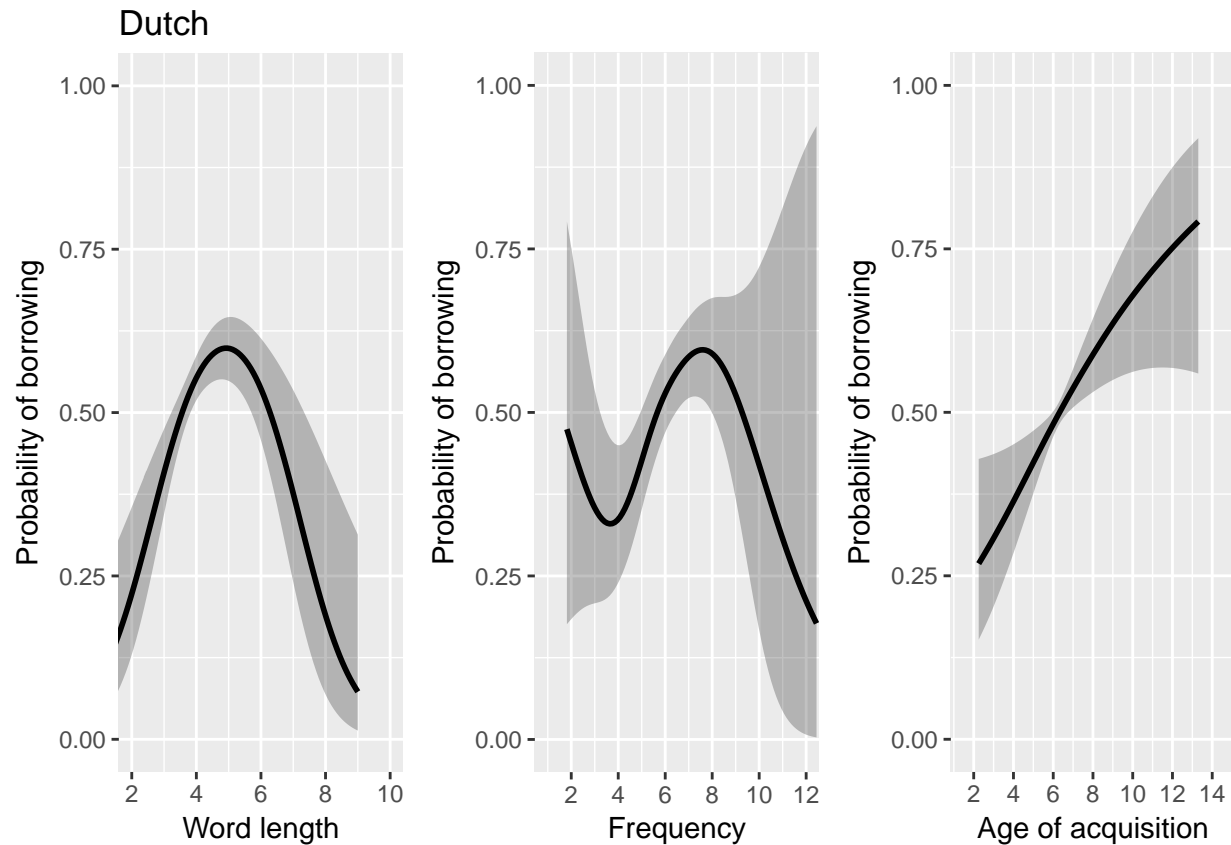 Dutch
Probability of borrowing
1.00
0.75
0.50
0.25
0.00
2 4 6 8 10
Word length
Probability of borrowing
1.00
0.75
0.50
0.25
0.00
2 4 6 8 10 12
Frequency
Probability of borrowing
1.00
0.75
0.50
0.25
0.00
2 4 6 8 10 12 14
Age of acquisition